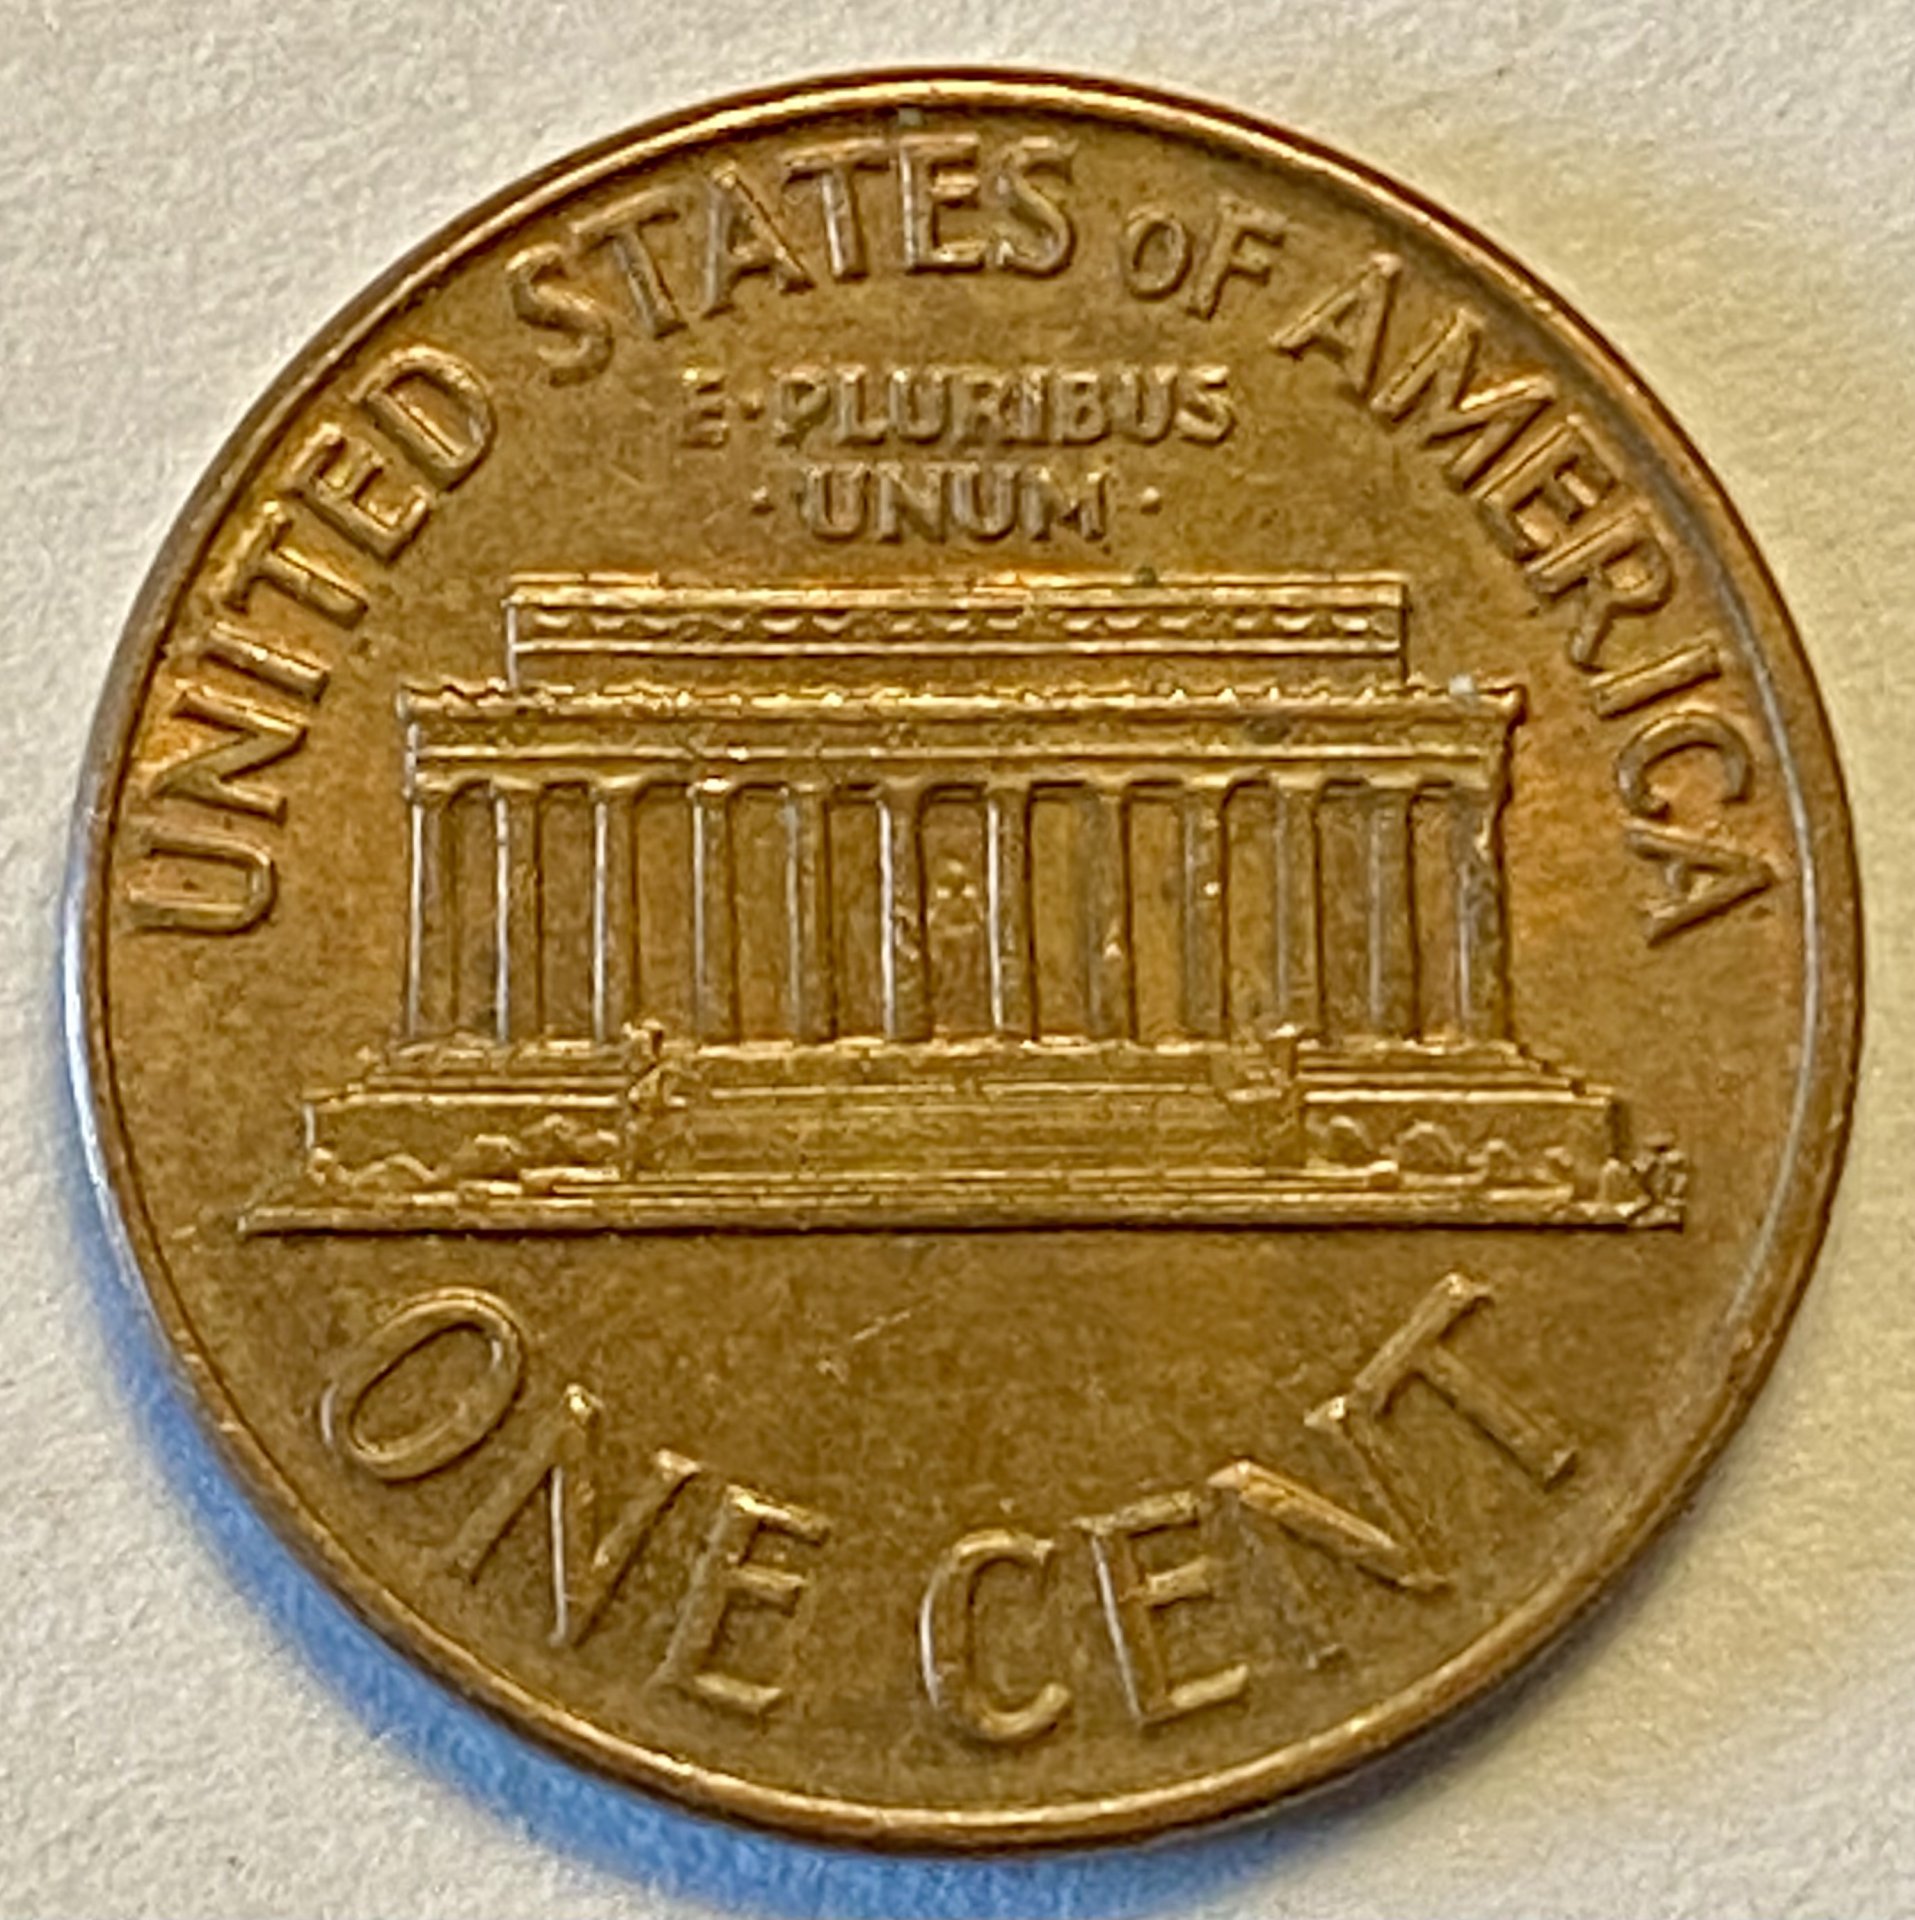 UNITED STATES OF AMERICA
E·PLURIBUS
·UNUM·
ONE CENT